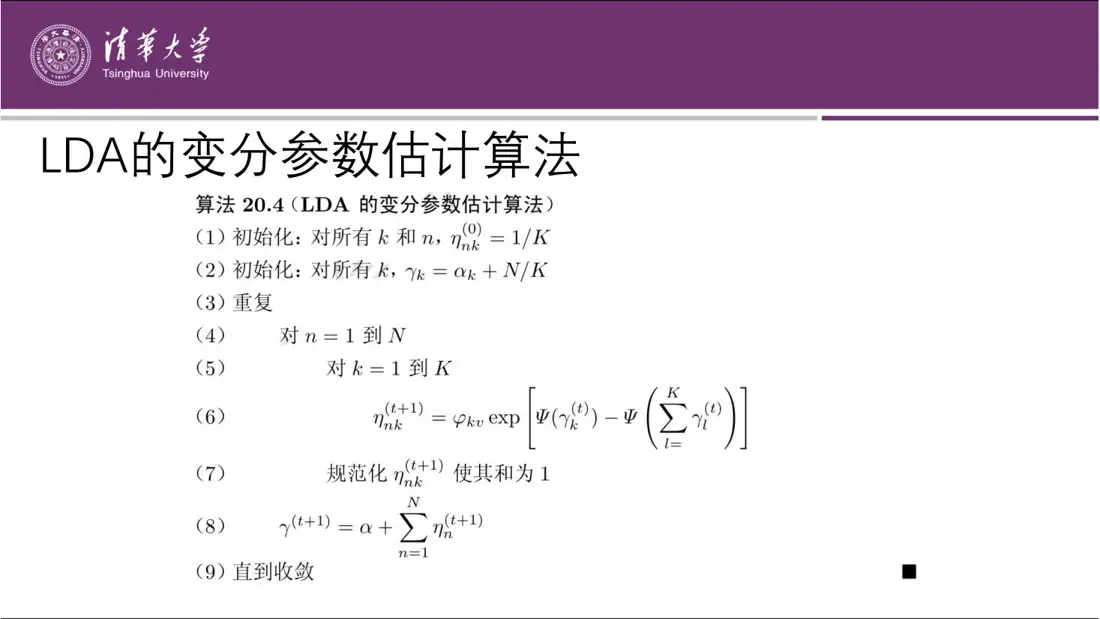 清华大学
Tsinghua University
LDA的变分参数估计算法
算法 20.4（LDA 的变分参数估计算法）
（1）初始化：对所有 k 和 n，η_{nk}^{(0)} = 1/K
（2）初始化：对所有 k，γ_k = α_k + N/K
（3）重复
（4） 对 n = 1 到 N
（5） 对 k = 1 到 K
（6） η_{nk}^{(t+1)} = φ_{kv} exp [Ψ(γ_k^{(t)}) − Ψ (∑_{l=}^{K} γ_l^{(t)})]
（7） 规范化 η_{nk}^{(t+1)} 使其和为 1
（8） γ^{(t+1)} = α + ∑_{n=1}^{N} η_n^{(t+1)}
（9）直到收敛 ■